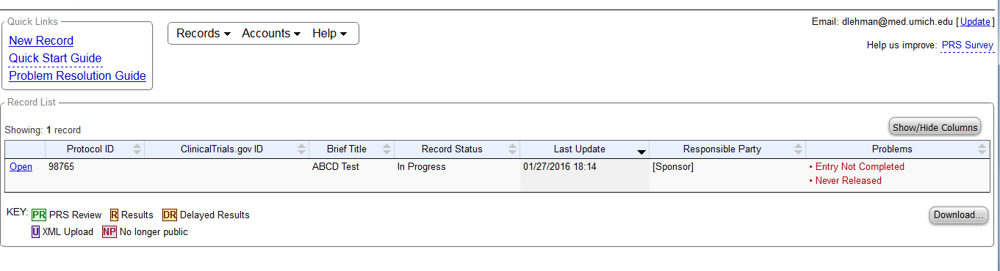 Quick Links
New Record
Quick Start Guide
Problem Resolution Guide
Records Accounts Help
Email: dlehman@med.umich.edu [Update]
Help us improve: PRS Survey
Record List
Showing: 1 record
Show/Hide Columns
Protocol ID ClinicalTrials.gov ID Brief Title Record Status Last Update Responsible Party Problems
Open 98765 ABCD Test In Progress 01/27/2016 18:14 [Sponsor] • Entry Not Completed
• Never Released
KEY: PR PRS Review R Results DR Delayed Results
U XML Upload NP No longer public
Download...